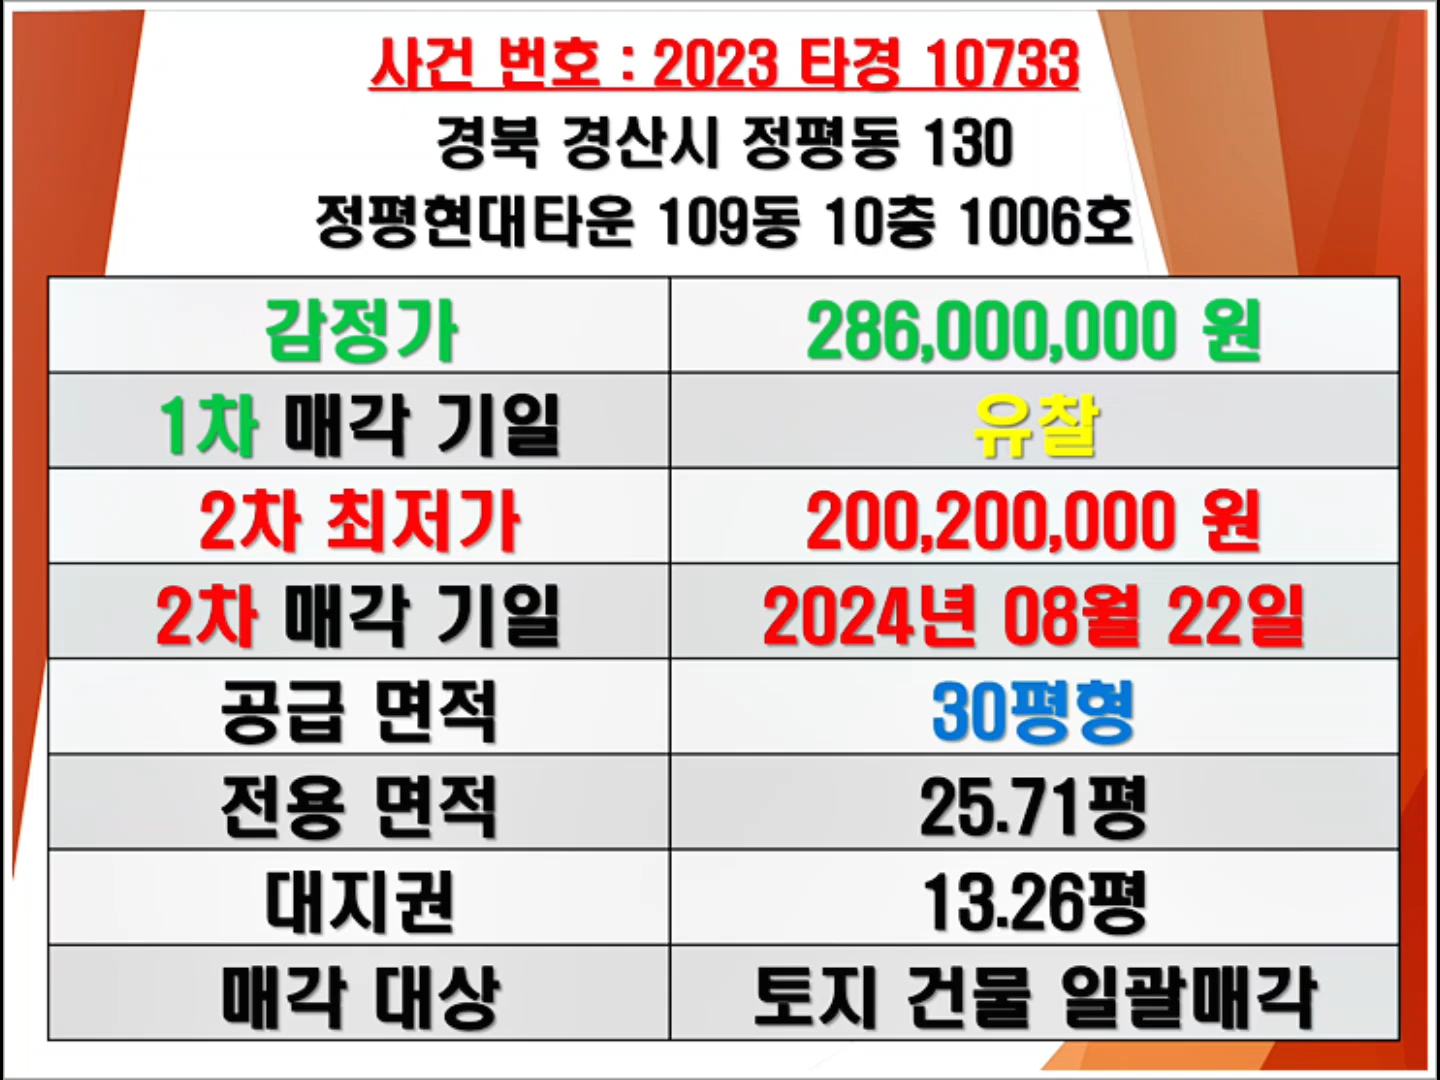 사건 번호 : 2023 타경 10733
경북 경산시 정평동 130
정평현대타운 109동 10층 1006호
감정가 286,000,000 원
1차 매각 기일 유찰
2차 최저가 200,200,000 원
2차 매각 기일 2024년 08월 22일
공급 면적 30평형
전용 면적 25.71평
대지권 13.26평
매각 대상 토지 건물 일괄매각